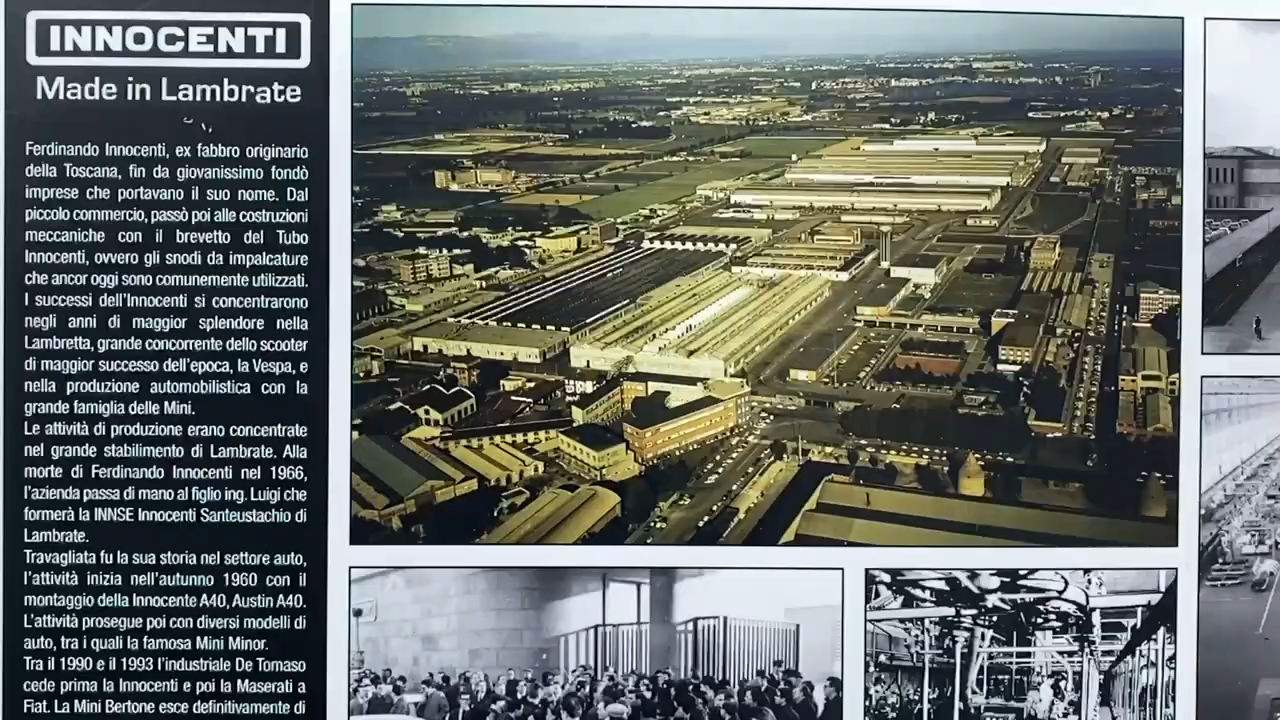 INNOCENTI
Made in Lambrate
Ferdinando Innocenti, ex fabbro originario
della Toscana, fin da giovanissimo fondò
imprese che portavano il suo nome. Dal
piccolo commercio, passò poi alle costruzioni
meccaniche con il brevetto del Tubo
Innocenti, ovvero gli snodi da impalcature
che ancor oggi sono comunemente utilizzati.
I successi dell'Innocenti si concentrarono
negli anni di maggior splendore nella
Lambretta, grande concorrente dello scooter
di maggior successo dell'epoca, la Vespa, e
nella produzione automobilistica con la
grande famiglia delle Mini.
Le attività di produzione erano concentrate
nel grande stabilimento di Lambrate. Alla
morte di Ferdinando Innocenti nel 1966,
l'azienda passa di mano al figlio ing. Luigi che
formerà la INNSE Innocenti Santeustachio di
Lambrate.
Travagliata fu la sua storia nel settore auto,
l'attività inizia nell'autunno 1960 con il
montaggio della Innocente A40, Austin A40.
L'attività prosegue poi con diversi modelli di
auto, tra i quali la famosa Mini Minor.
Tra il 1990 e il 1993 l'industriale De Tomaso
cede prima la Innocenti e poi la Maserati a
Fiat. La Mini Bertone esce definitivamente di